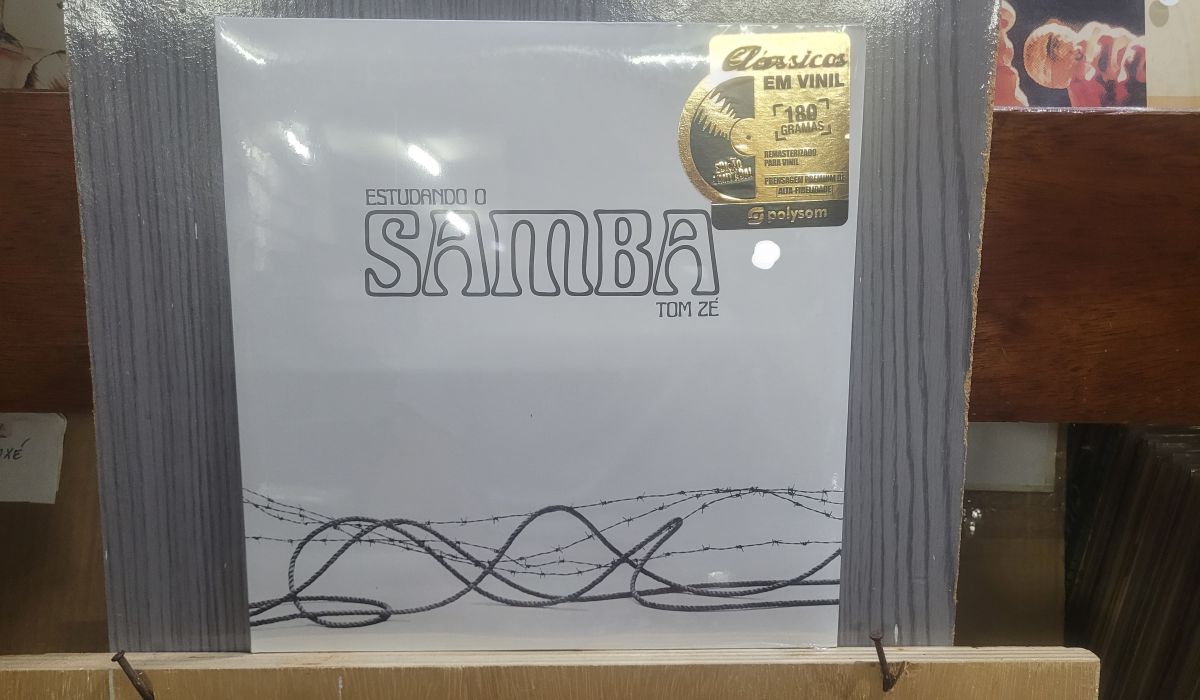 Clássicos
EM VINIL
180
GRAMAS
REMASTERIZADO
PARA VINIL
PRENSAGEM PREMIUM DE
ALTA-FIDELIDADE
polysom
ESTUDANDO O
SAMBA
TOM ZÉ